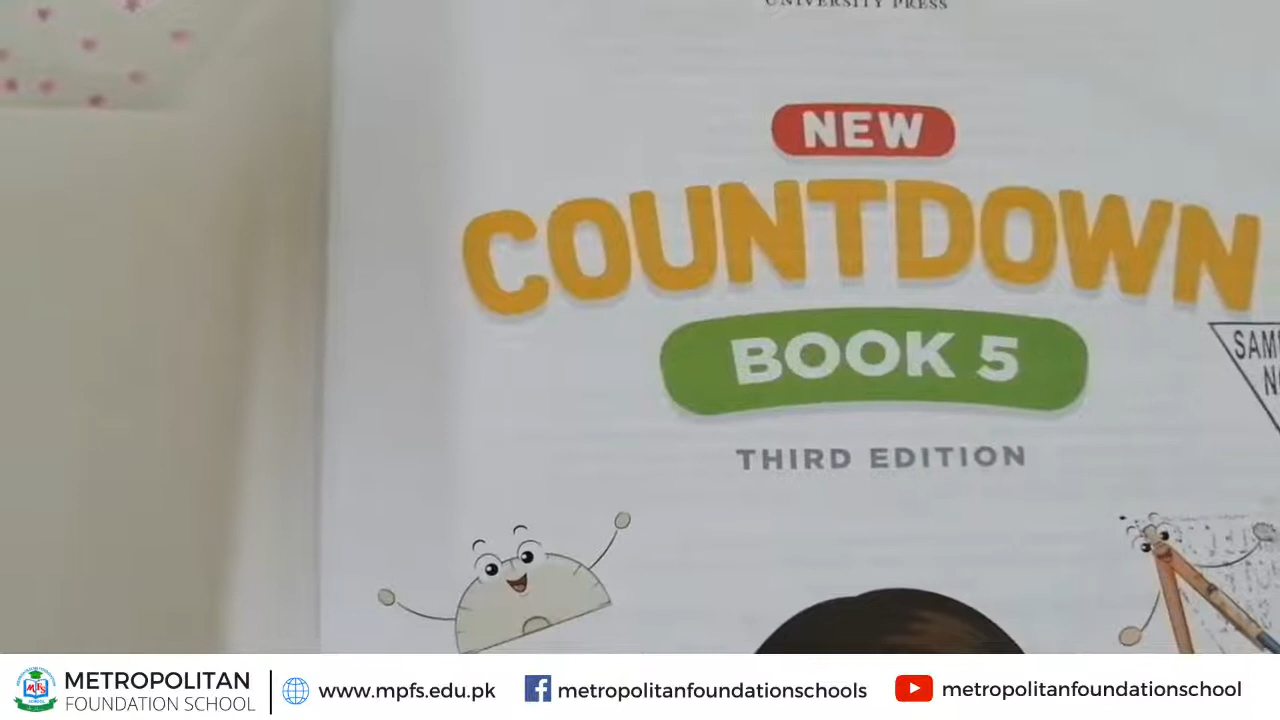 UNIVERSITY PRESS
NEW
COUNTDOWN
BOOK 5
THIRD EDITION
METROPOLITAN
FOUNDATION SCHOOL
www.mpfs.edu.pk
metropolitanfoundationschools
metropolitanfoundationschool